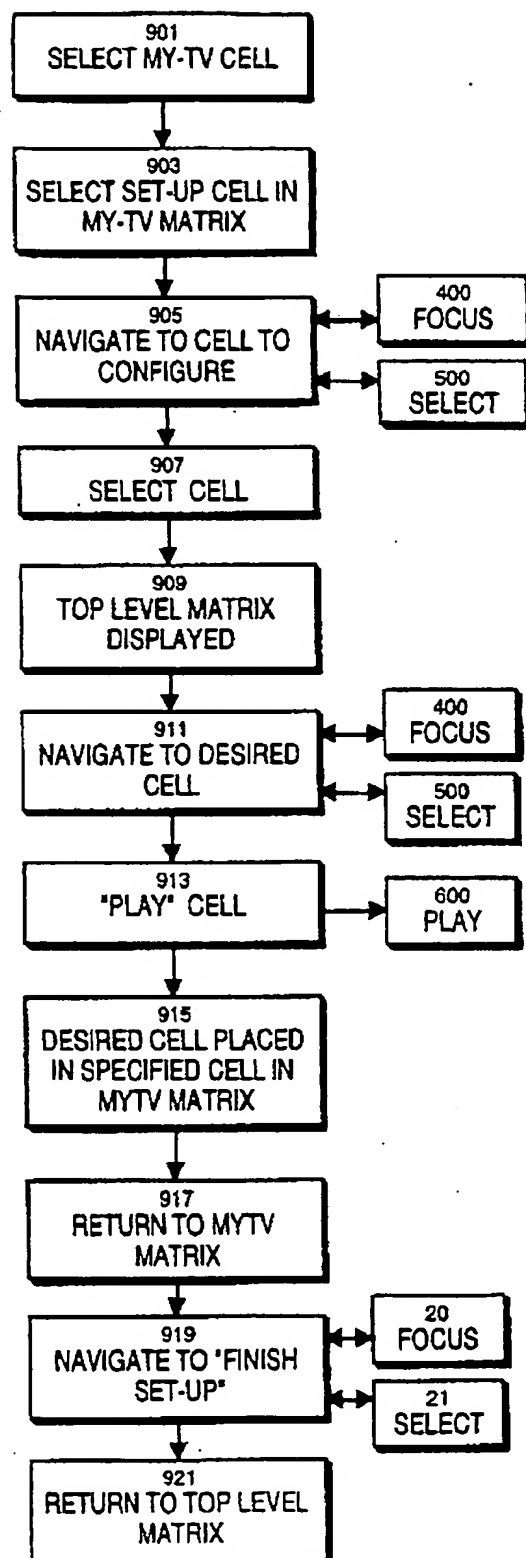 901
SELECT MY-TV CELL
903
SELECT SET-UP CELL IN
MY-TV MATRIX
905
NAVIGATE TO CELL TO
CONFIGURE
400
FOCUS
500
SELECT
907
SELECT CELL
909
TOP LEVEL MATRIX
DISPLAYED
911
NAVIGATE TO DESIRED
CELL
400
FOCUS
500
SELECT
913
"PLAY" CELL
600
PLAY
915
DESIRED CELL PLACED
IN SPECIFIED CELL IN
MYTV MATRIX
917
RETURN TO MYTV
MATRIX
919
NAVIGATE TO "FINISH
SET-UP"
20
FOCUS
21
SELECT
921
RETURN TO TOP LEVEL
MATRIX